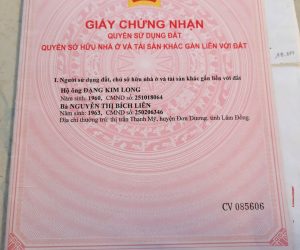 GIẤY CHỨNG NHẬN
QUYỀN SỬ DỤNG ĐẤT
QUYỀN SỞ HỮU NHÀ Ở VÀ TÀI SẢN KHÁC GẮN LIỀN VỚI ĐẤT
I. Người sử dụng đất, chủ sở hữu nhà ở và tài sản khác gắn liền với đất
Hộ ông ĐẶNG KIM LONG
Năm sinh: 1960, CMND số: 251018064
Bà NGUYỄN THỊ BÍCH LIÊN
Năm sinh: 1963, CMND số: 250206346
Địa chỉ thường trú: thị trấn Thạnh Mỹ, huyện Đơn Dương, tỉnh Lâm Đồng.
CV 085606